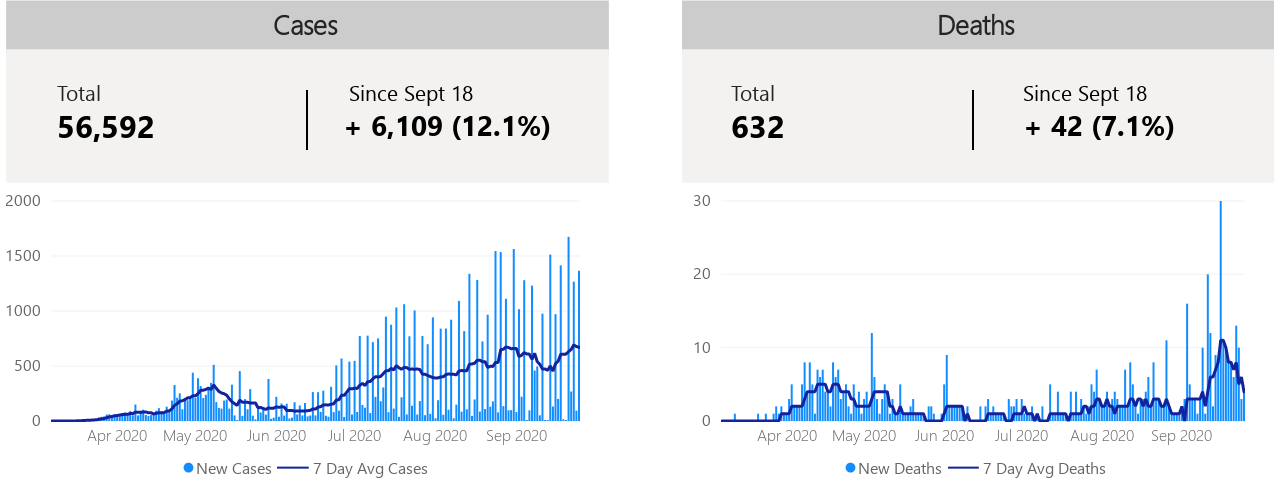 Cases
Total
Since Sept 18
56,592
+ 6,109 (12.1%)
2000
1500
1000
500
0
Apr 2020 May 2020 Jun 2020 Jul 2020 Aug 2020 Sep 2020
New Cases 7 Day Avg Cases
Deaths
Total
Since Sept 18
632
+ 42 (7.1%)
30
20
10
0
Apr 2020 May 2020 Jun 2020 Jul 2020 Aug 2020 Sep 2020
New Deaths 7 Day Avg Deaths